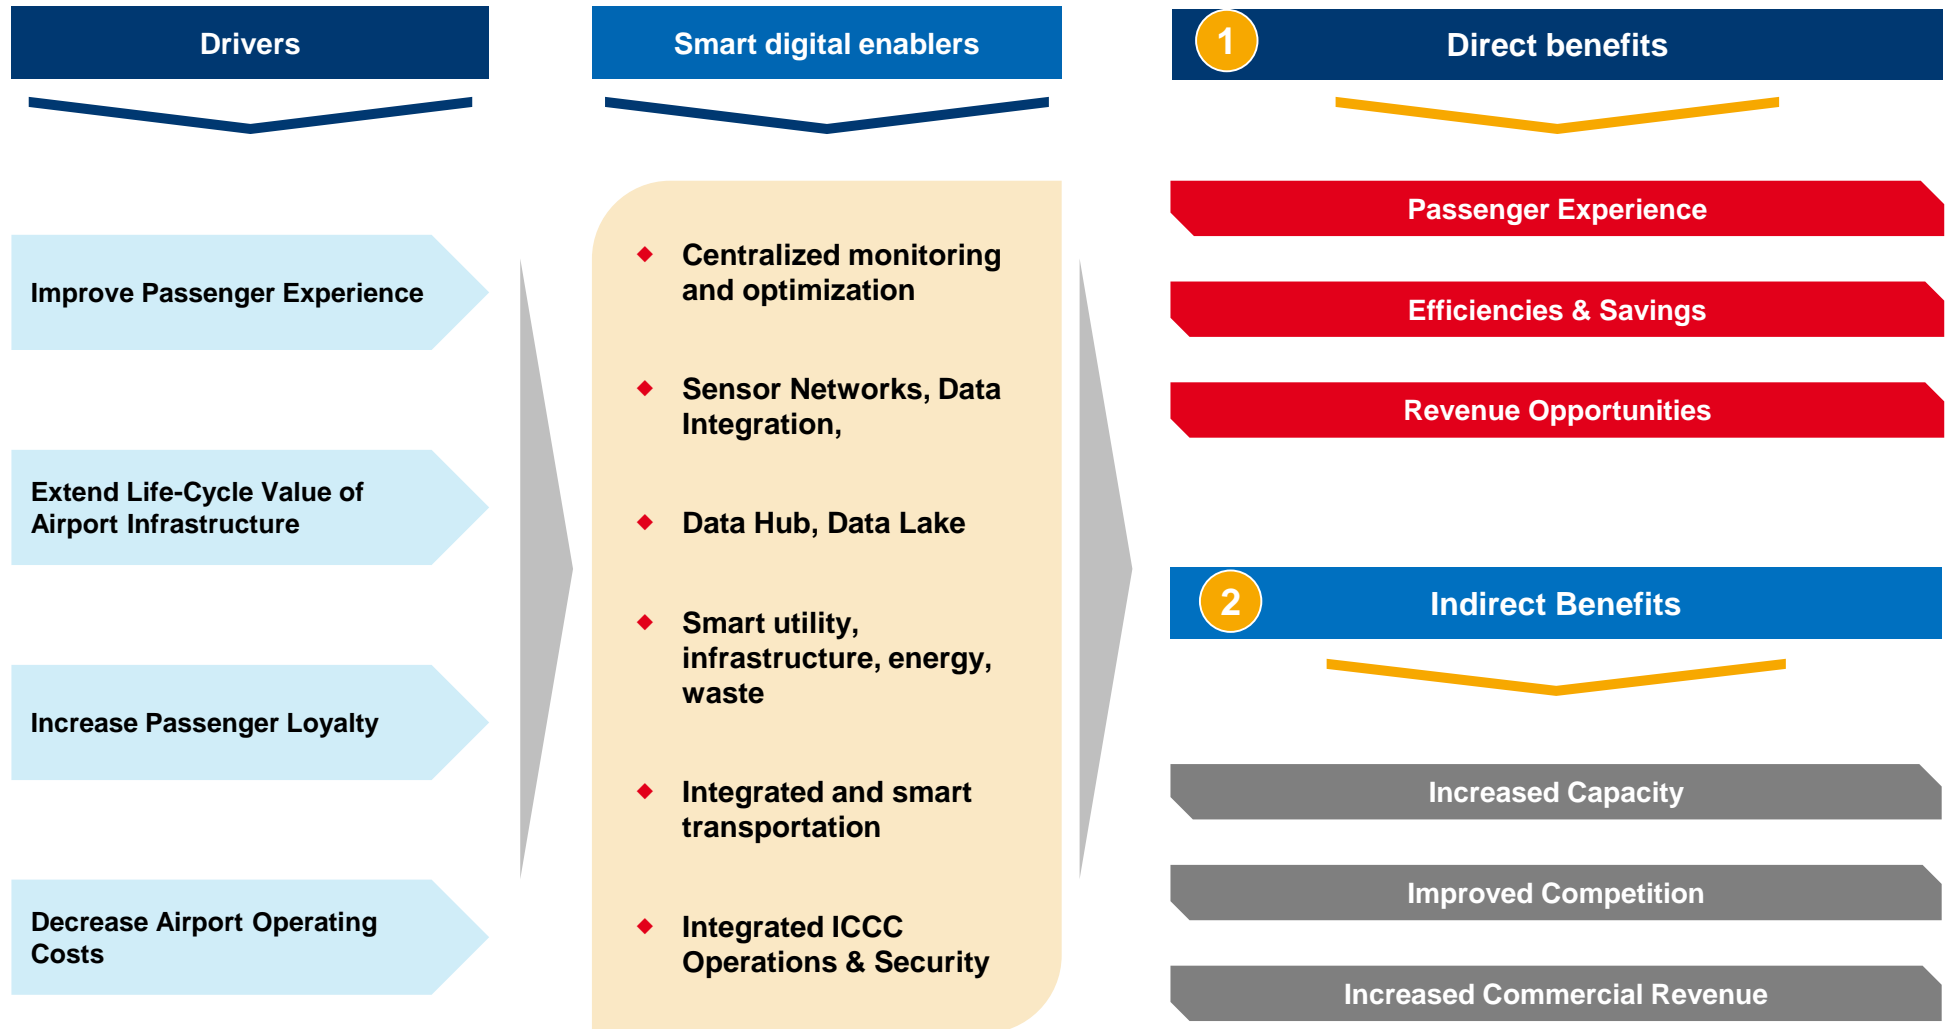 Drivers
Improve Passenger Experience
Extend Life-Cycle Value of
Airport Infrastructure
Increase Passenger Loyalty
Decrease Airport Operating
Costs
Smart digital enablers
Centralized monitoring
and optimization
Sensor Networks, Data
Integration,
Data Hub, Data Lake
Smart utility,
infrastructure, energy,
waste
Integrated and smart
transportation
Integrated ICCC
Operations & Security
1
Direct benefits
Passenger Experience
Efficiencies & Savings
Revenue Opportunities
2
Indirect Benefits
Increased Capacity
Improved Competition
Increased Commercial Revenue